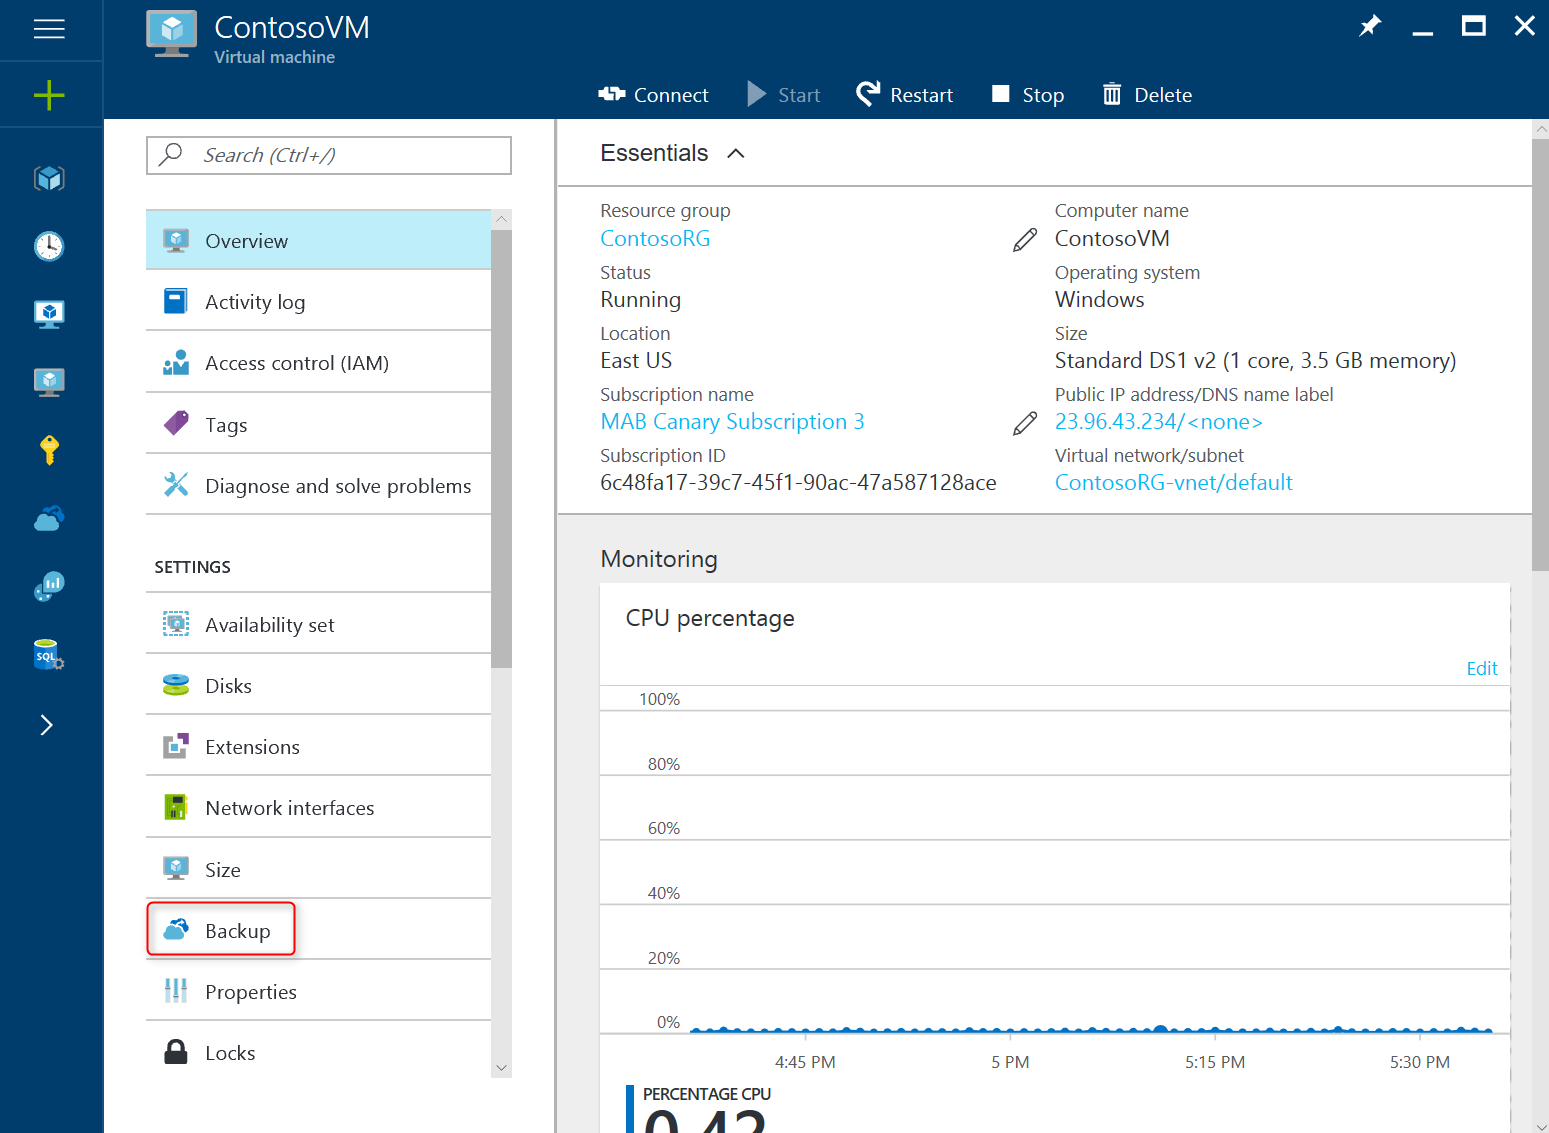 ContosoVM
Virtual machine
Connect
Start
Restart
Stop
Delete
Search (Ctrl+/)
Overview
Activity log
Access control (IAM)
Tags
Diagnose and solve problems
SETTINGS
Availability set
Disks
Extensions
Network interfaces
Size
Backup
Properties
Locks
SQL
Essentials
Resource group
ContosoRG
Status
Running
Location
East US
Subscription name
MAB Canary Subscription 3
Subscription ID
6c48fa17-39c7-45f1-90ac-47a587128ace
Computer name
ContosoVM
Operating system
Windows
Size
Standard DS1 v2 (1 core, 3.5 GB memory)
Public IP address/DNS name label
23.96.43.234/<none>
Virtual network/subnet
ContosoRG-vnet/default
Monitoring
CPU percentage
Edit
100%
80%
60%
40%
20%
0%
4:45 PM
5 PM
5:15 PM
5:30 PM
PERCENTAGE CPU
0.42